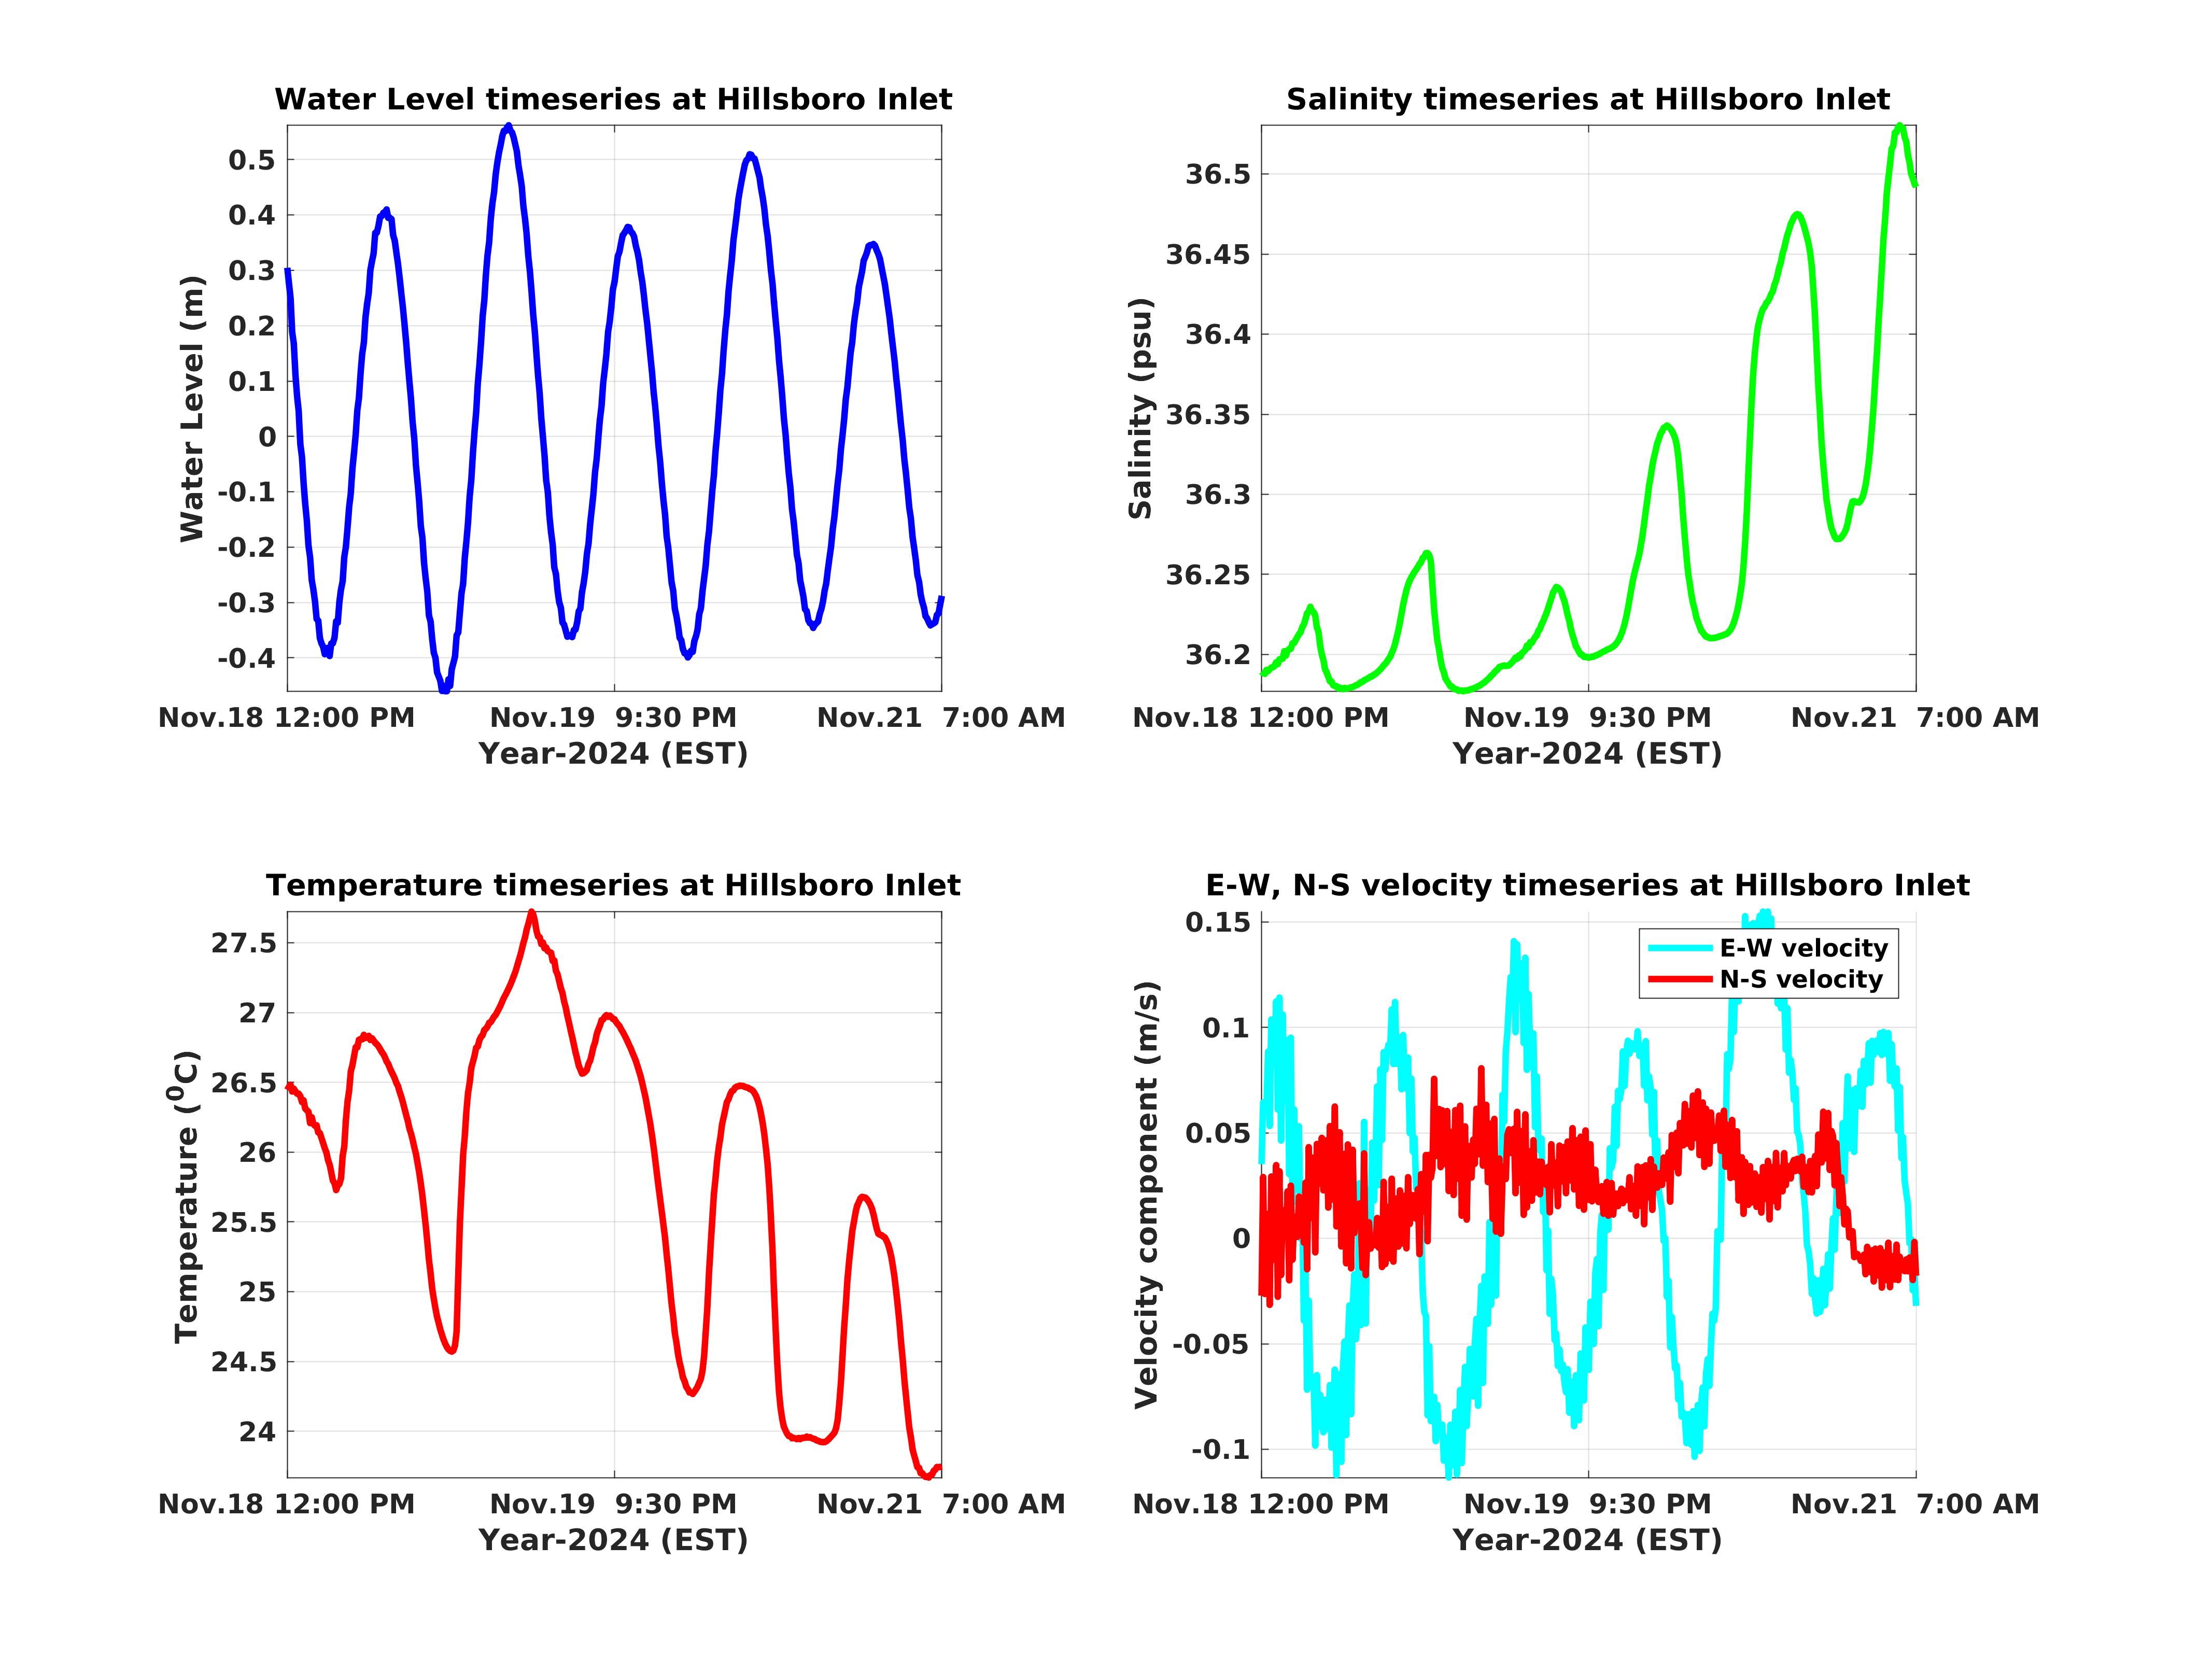 Water Level timeseries at Hillsboro Inlet
0.5
0.4
0.3
0.2
0.1
0
-0.1
-0.2
-0.3
-0.4
Water Level (m)
Nov.18 12:00 PM
Nov.19 9:30 PM
Nov.21 7:00 AM
Year-2024 (EST)
Salinity timeseries at Hillsboro Inlet
36.5
36.45
36.4
36.35
36.3
36.25
36.2
Salinity (psu)
Nov.18 12:00 PM
Nov.19 9:30 PM
Nov.21 7:00 AM
Year-2024 (EST)
Temperature timeseries at Hillsboro Inlet
27.5
27
26.5
26
25.5
25
24.5
24
Temperature (⁰C)
Nov.18 12:00 PM
Nov.19 9:30 PM
Nov.21 7:00 AM
Year-2024 (EST)
E-W, N-S velocity timeseries at Hillsboro Inlet
0.15
0.1
0.05
0
-0.05
-0.1
Velocity component (m/s)
E-W velocity
N-S velocity
Nov.18 12:00 PM
Nov.19 9:30 PM
Nov.21 7:00 AM
Year-2024 (EST)